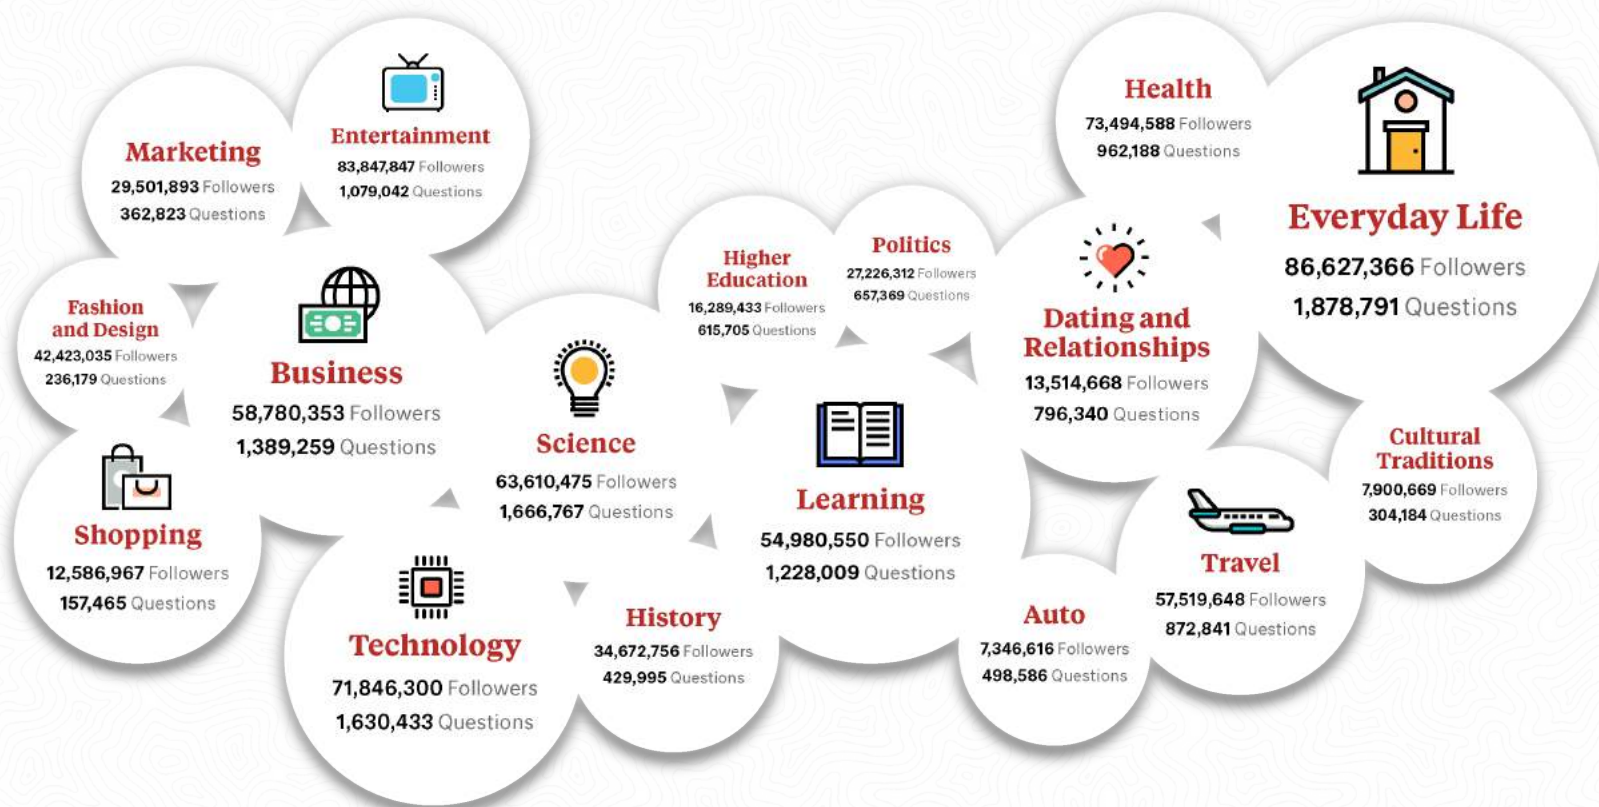 Marketing
29,501,893 Followers
362,823 Questions
Entertainment
83,847,847 Followers
1,079,042 Questions
Health
73,494,588 Followers
962,188 Questions
Everyday Life
86,627,366 Followers
1,878,791 Questions
Fashion
and Design
42,423,035 Followers
236,179 Questions
Business
58,780,353 Followers
1,389,259 Questions
Science
63,610,475 Followers
1,666,767 Questions
Higher
Education
16,289,433 Followers
615,705 Questions
Politics
27,226,312 Followers
657,369 Questions
Dating and
Relationships
13,514,668 Followers
796,340 Questions
Shopping
12,586,967 Followers
157,465 Questions
Technology
71,846,300 Followers
1,630,433 Questions
History
34,672,756 Followers
429,995 Questions
Learning
54,980,550 Followers
1,228,009 Questions
Auto
7,346,616 Followers
498,586 Questions
Travel
57,519,648 Followers
872,841 Questions
Cultural
Traditions
7,900,669 Followers
304,184 Questions